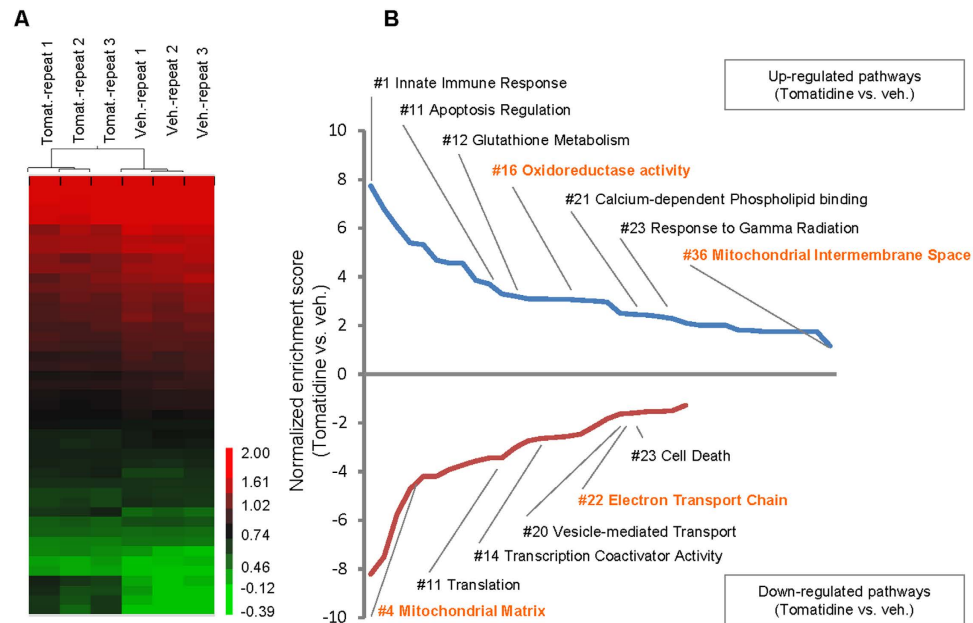 A
B
Tomat.-repeat 1
Tomat.-repeat 2
Tomat.-repeat 3
Veh.-repeat 1
Veh.-repeat 2
Veh.-repeat 3
2.00
1.61
1.02
0.74
0.46
-0.12
-0.39
Normalized enrichment score
(Tomatidine vs. veh.)
10
8
6
4
2
0
-2
-4
-6
-8
-10
Up-regulated pathways
(Tomatidine vs. veh.)
#1 Innate Immune Response
#11 Apoptosis Regulation
#12 Glutathione Metabolism
#16 Oxidoreductase activity
#21 Calcium-dependent Phospholipid binding
#23 Response to Gamma Radiation
#36 Mitochondrial Intermembrane Space
#23 Cell Death
#22 Electron Transport Chain
#20 Vesicle-mediated Transport
#14 Transcription Coactivator Activity
#11 Translation
#4 Mitochondrial Matrix
Down-regulated pathways
(Tomatidine vs. veh.)